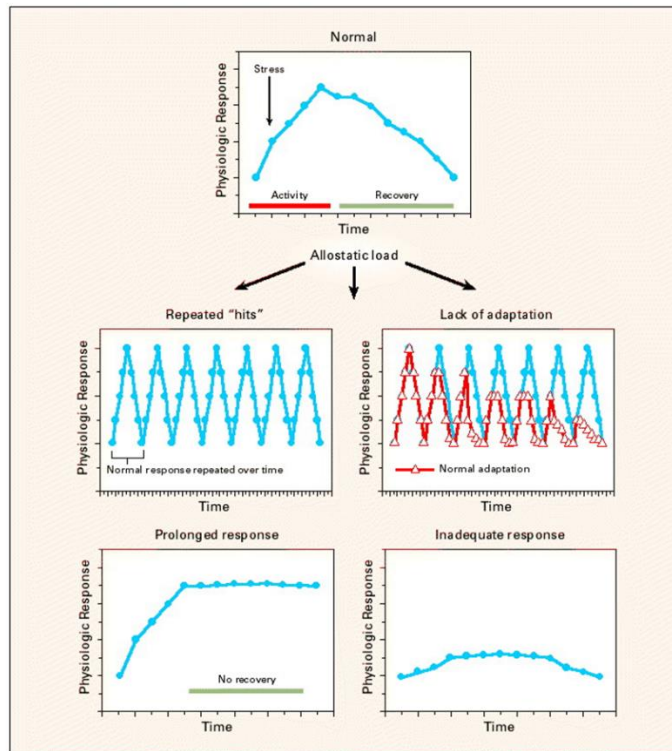 Normal
Physiologic Response
Stress
Activity
Recovery
Time
Allostatic load
Repeated “hits”
Physiologic Response
Normal response repeated over time
Time
Lack of adaptation
Physiologic Response
Normal adaptation
Time
Prolonged response
Physiologic Response
No recovery
Time
Inadequate response
Physiologic Response
Time